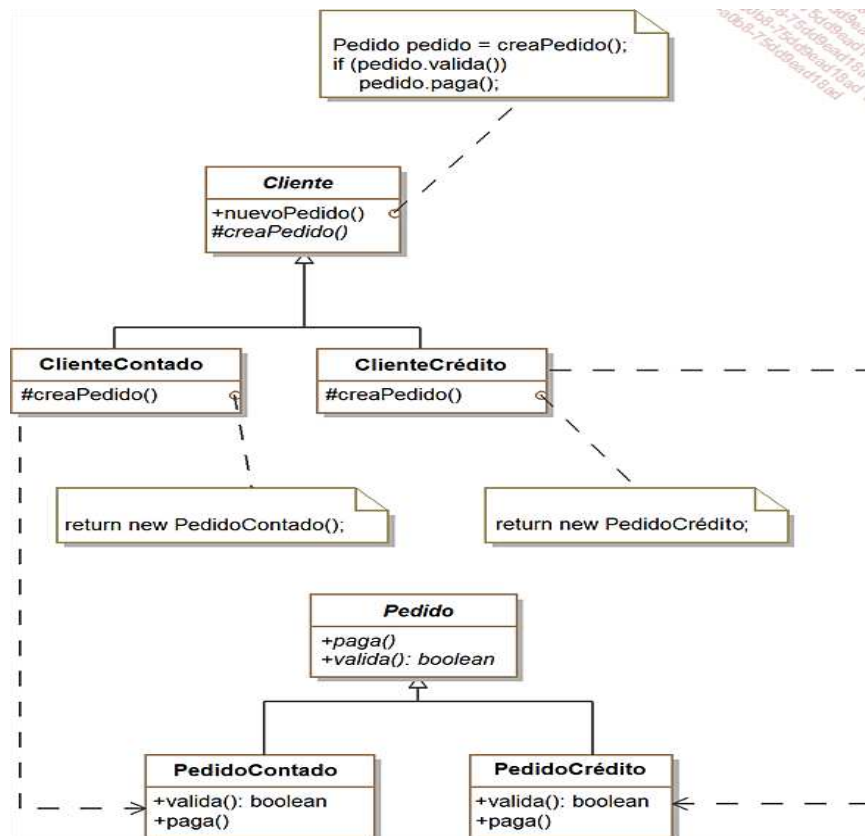 Pedido pedido = creaPedido();
if (pedido.valida())
pedido.paga();
Cliente
+nuevoPedido()
#creaPedido()
ClienteContado
#creaPedido()
ClienteCrédito
#creaPedido()
return new PedidoContado();
return new PedidoCrédito;
Pedido
+paga()
+valida(): boolean
PedidoContado
+valida(): boolean
+paga()
PedidoCrédito
+valida(): boolean
+paga()